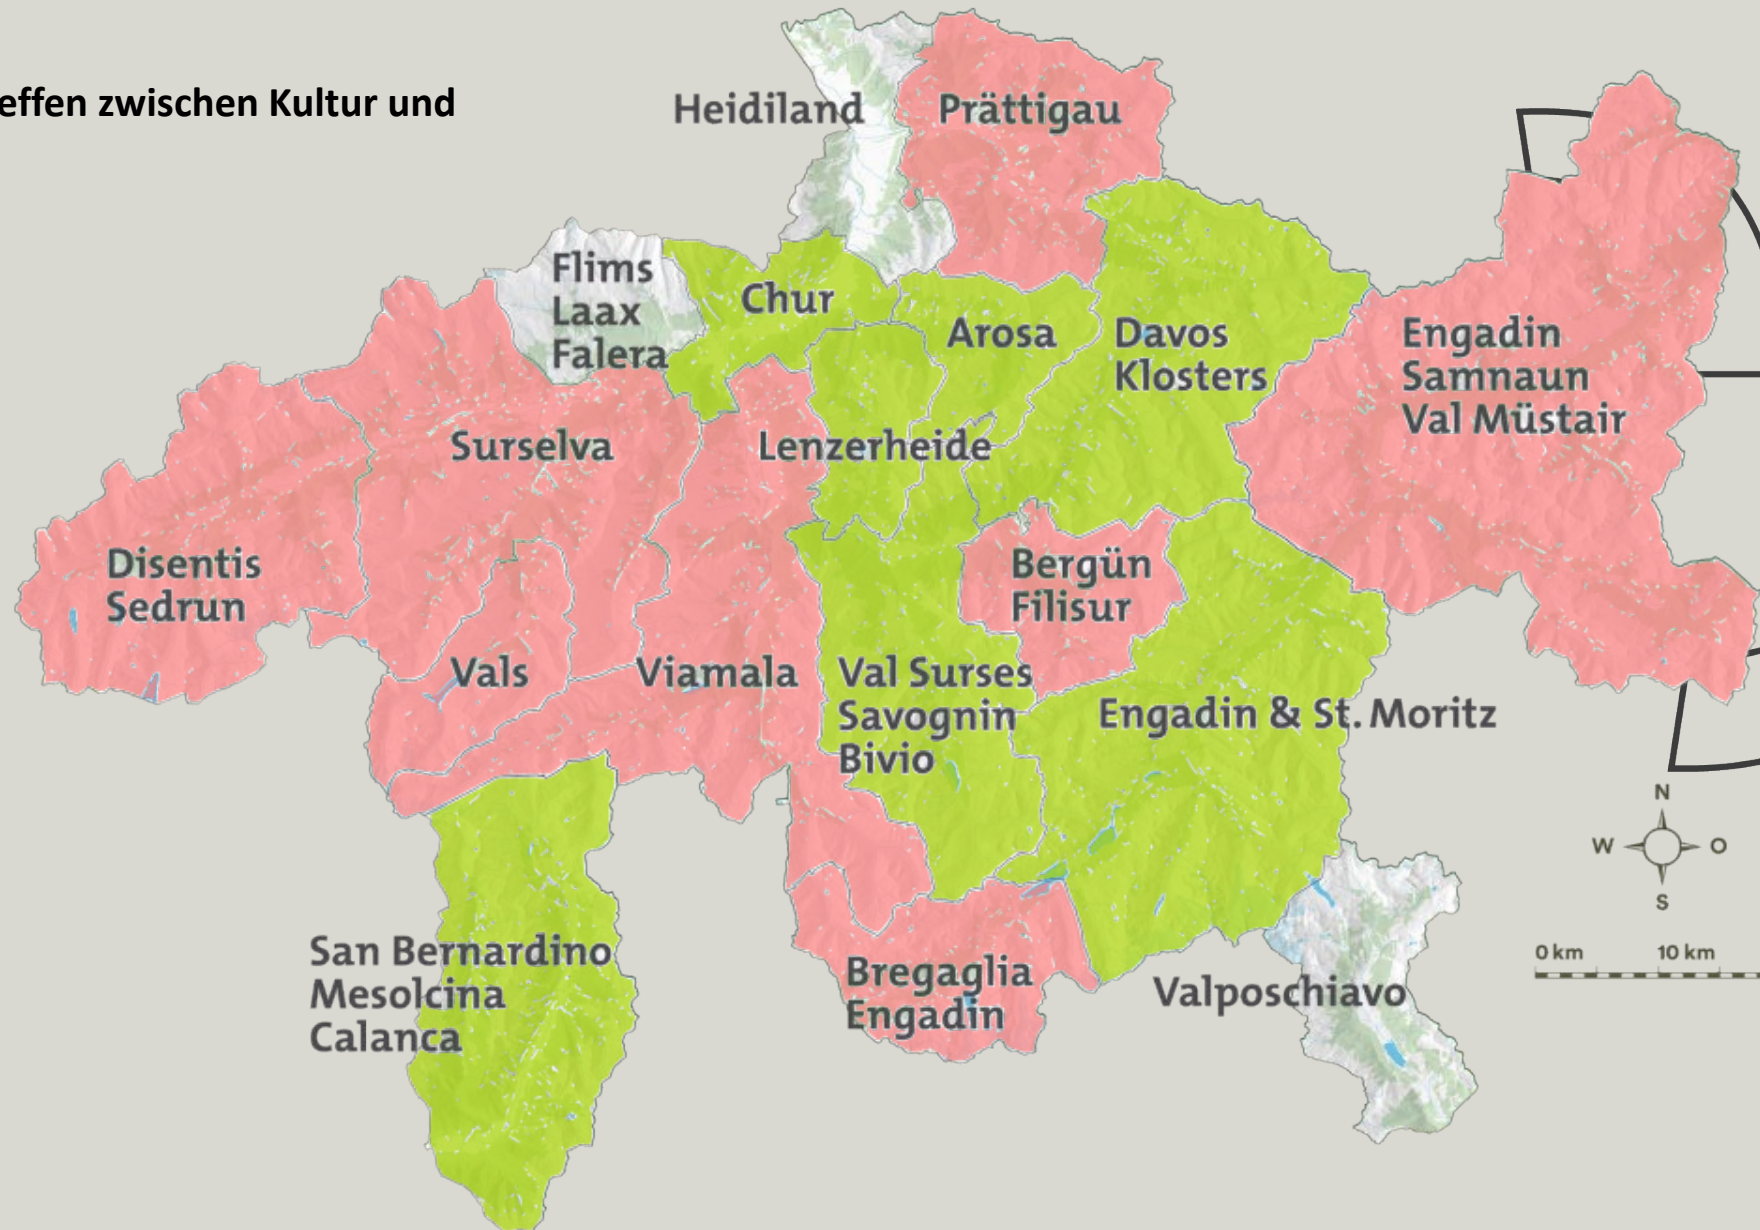 effen zwischen Kultur und
Heidiland
Prättigau
Flims
Laax
Falera
Chur
Arosa
Davos
Klosters
Engadin
Samnaun
Val Müstair
Surselva
Lenzerheide
Disentis
Sedrun
Bergün
Filisur
Vals
Viamala
Val Surses
Savognin
Bivio
Engadin & St. Moritz
N
W
O
S
San Bernardino
Mesolcina
Calanca
Bregaglia
Engadin
Valposchiavo
0 km
10 km